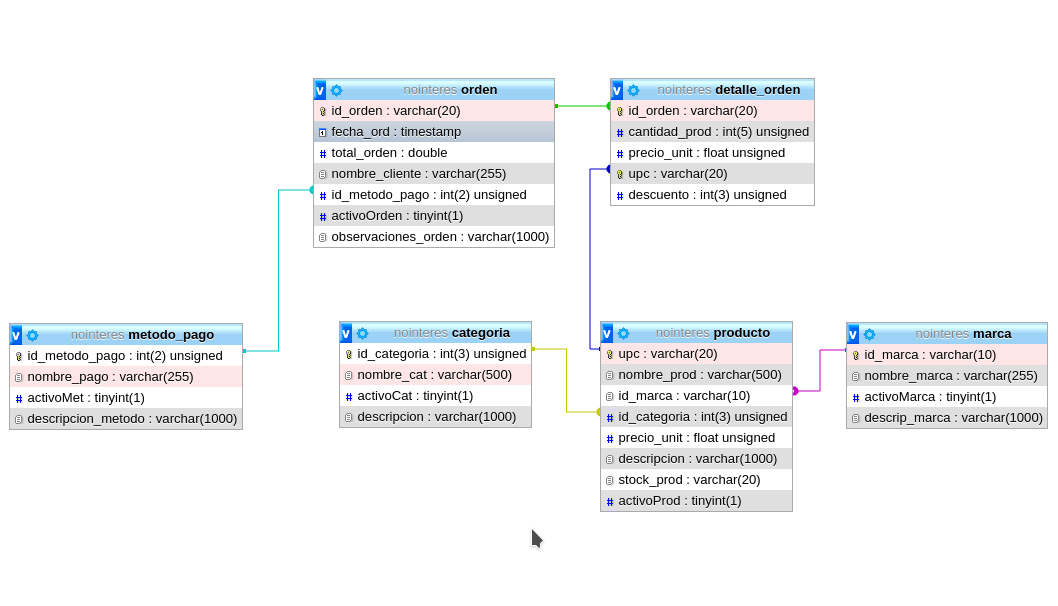 nointeres orden
id_orden : varchar(20)
fecha_ord : timestamp
total_orden : double
nombre_cliente : varchar(255)
id_metodo_pago : int(2) unsigned
activoOrden : tinyint(1)
observaciones_orden : varchar(1000)
nointeres detalle_orden
id_orden : varchar(20)
cantidad_prod : int(5) unsigned
precio_unit : float unsigned
upc : varchar(20)
descuento : int(3) unsigned
nointeres metodo_pago
id_metodo_pago : int(2) unsigned
nombre_pago : varchar(255)
activoMet : tinyint(1)
descripcion_metodo : varchar(1000)
nointeres categoria
id_categoria : int(3) unsigned
nombre_cat : varchar(500)
activoCat : tinyint(1)
descripcion : varchar(1000)
nointeres producto
upc : varchar(20)
nombre_prod : varchar(500)
id_marca : varchar(10)
id_categoria : int(3) unsigned
precio_unit : float unsigned
descripcion : varchar(1000)
stock_prod : varchar(20)
activoProd : tinyint(1)
nointeres marca
id_marca : varchar(10)
nombre_marca : varchar(255)
activoMarca : tinyint(1)
descrip_marca : varchar(1000)